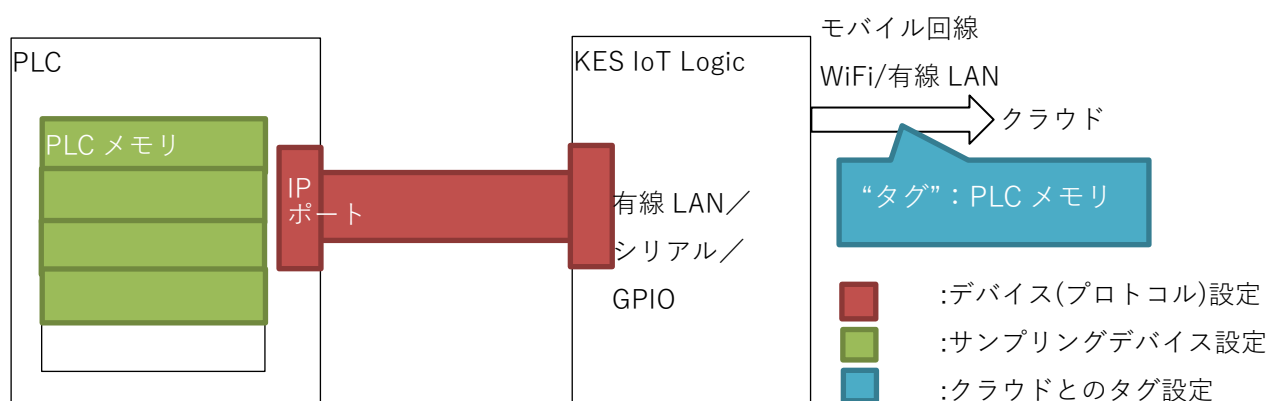 モバイル回線
PLC
KES IoT Logic
WiFi/有線 LAN
クラウド
PLC メモリ
IP
ポート
有線 LAN／
シリアル／
GPIO
“タグ”：PLC メモリ
:デバイス(プロトコル)設定
:サンプリングデバイス設定
:クラウドとのタグ設定